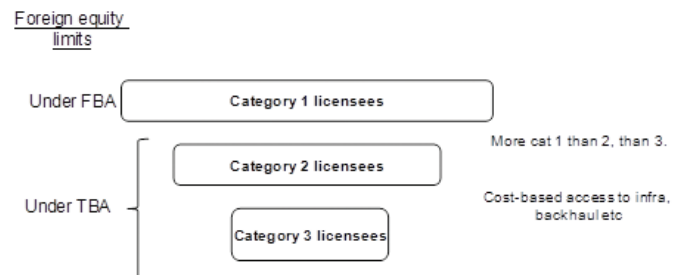 Foreign equity
limits
Under FBA
Category 1 licensees
More cat 1 than 2, than 3.
Category 2 licensees
Under TBA
Cost-based access to infra,
backhaul etc
Category 3 licensees